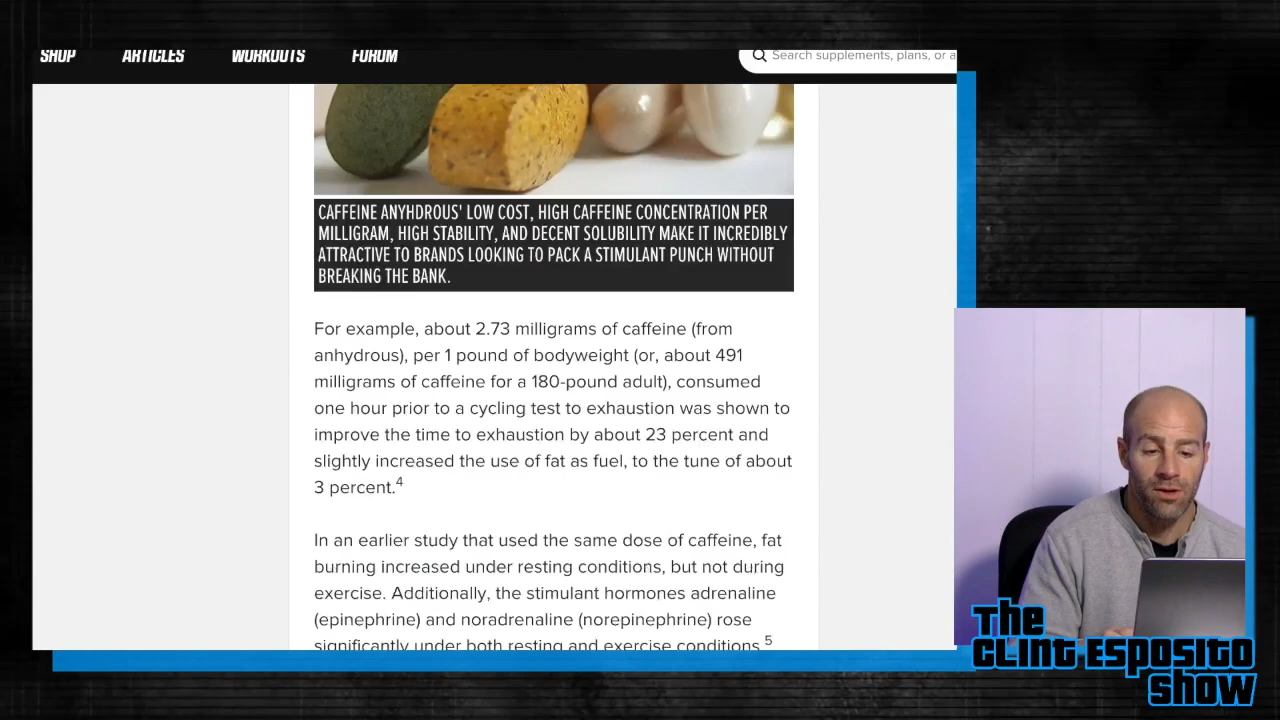 SHOP ARTICLES WORKOUTS FORUM
Search supplements, plans, or a
CAFFEINE ANYHDROUS' LOW COST, HIGH CAFFEINE CONCENTRATION PER
MILLIGRAM, HIGH STABILITY, AND DECENT SOLUBILITY MAKE IT INCREDIBLY
ATTRACTIVE TO BRANDS LOOKING TO PACK A STIMULANT PUNCH WITHOUT
BREAKING THE BANK.
For example, about 2.73 milligrams of caffeine (from
anhydrous), per 1 pound of bodyweight (or, about 491
milligrams of caffeine for a 180-pound adult), consumed
one hour prior to a cycling test to exhaustion was shown to
improve the time to exhaustion by about 23 percent and
slightly increased the use of fat as fuel, to the tune of about
3 percent.4
In an earlier study that used the same dose of caffeine, fat
burning increased under resting conditions, but not during
exercise. Additionally, the stimulant hormones adrenaline
(epinephrine) and noradrenaline (norepinephrine) rose
significantly under both resting and exercise conditions.5
The
CLINT ESPOSITO
SHOW